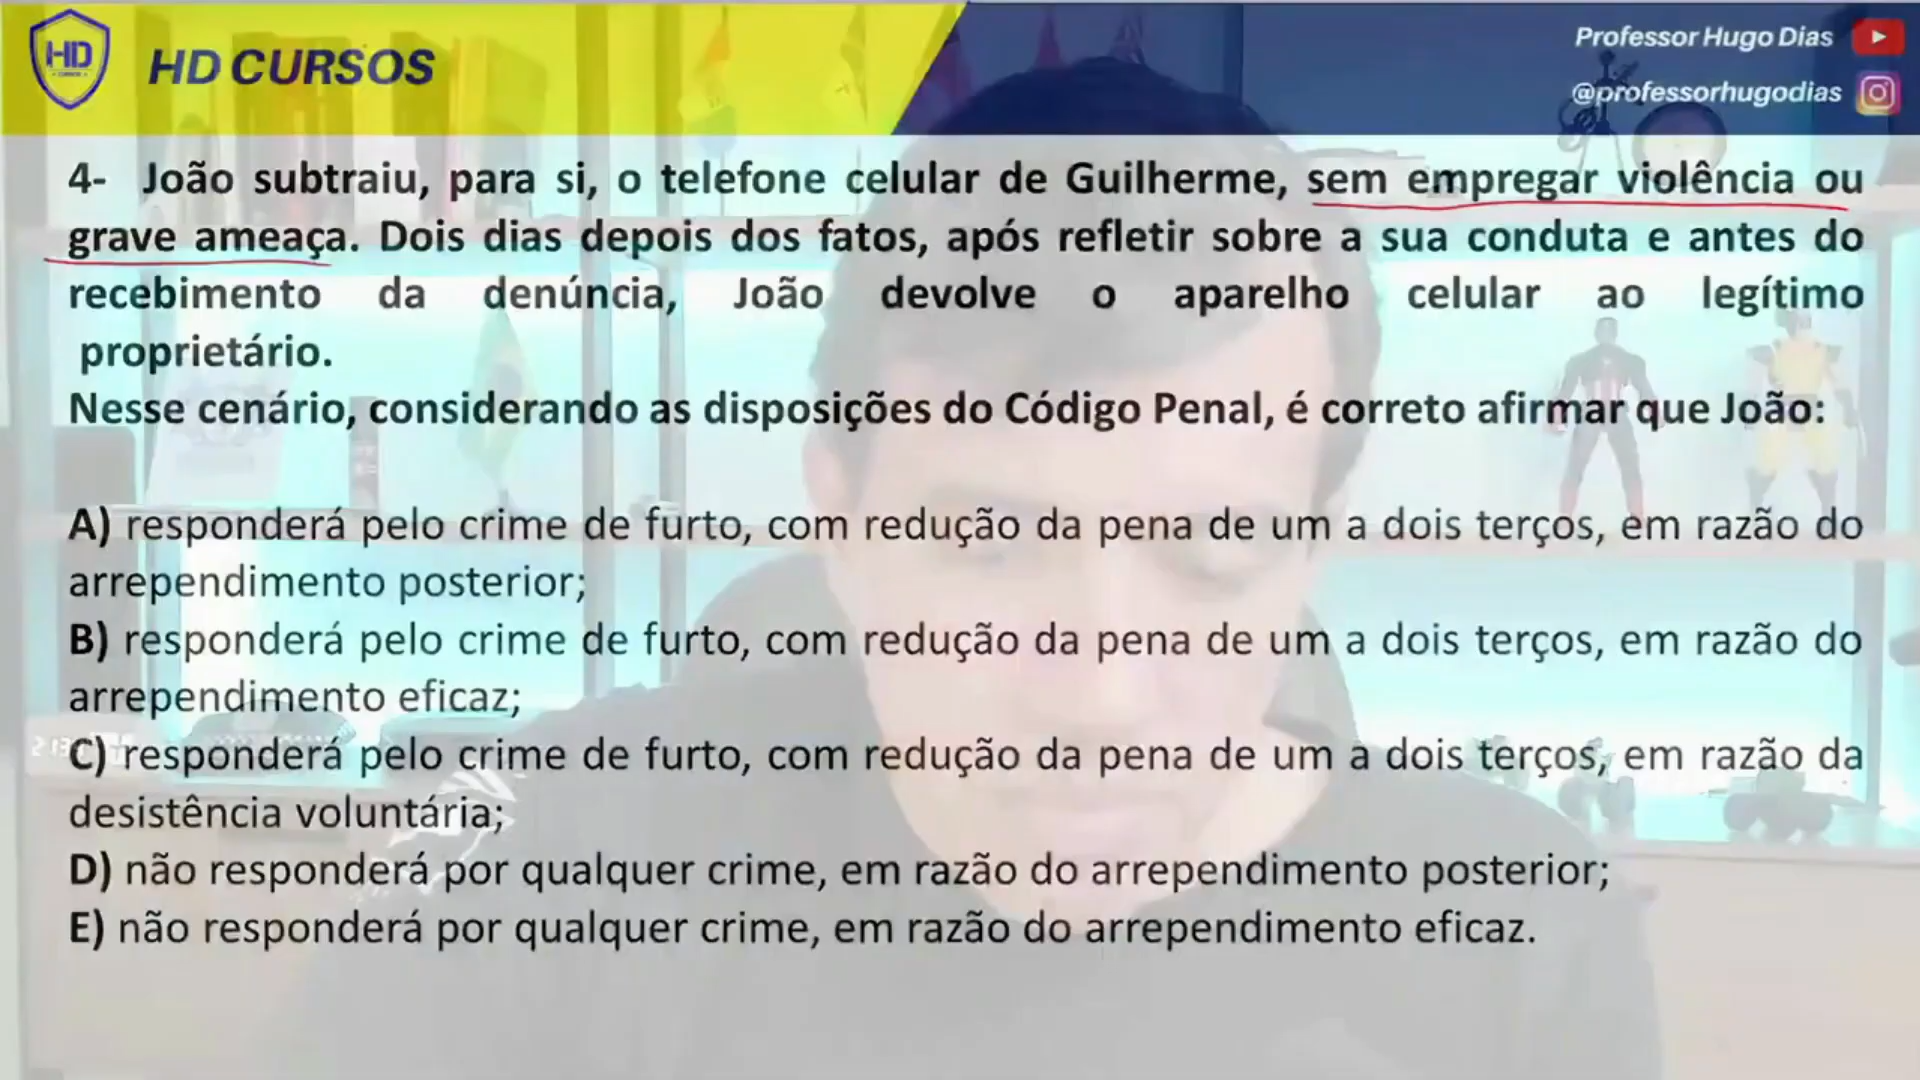 HD
CURSOS
HD CURSOS
Professor Hugo Dias
@professorhugodias
4- João subtraiu, para si, o telefone celular de Guilherme, sem empregar violência ou
grave ameaça. Dois dias depois dos fatos, após refletir sobre a sua conduta e antes do
recebimento da denúncia, João devolve o aparelho celular ao legítimo
proprietário.
Nesse cenário, considerando as disposições do Código Penal, é correto afirmar que João:
A) responderá pelo crime de furto, com redução da pena de um a dois terços, em razão do
arrependimento posterior;
B) responderá pelo crime de furto, com redução da pena de um a dois terços, em razão do
arrependimento eficaz;
C) responderá pelo crime de furto, com redução da pena de um a dois terços, em razão da
desistência voluntária;
D) não responderá por qualquer crime, em razão do arrependimento posterior;
E) não responderá por qualquer crime, em razão do arrependimento eficaz.